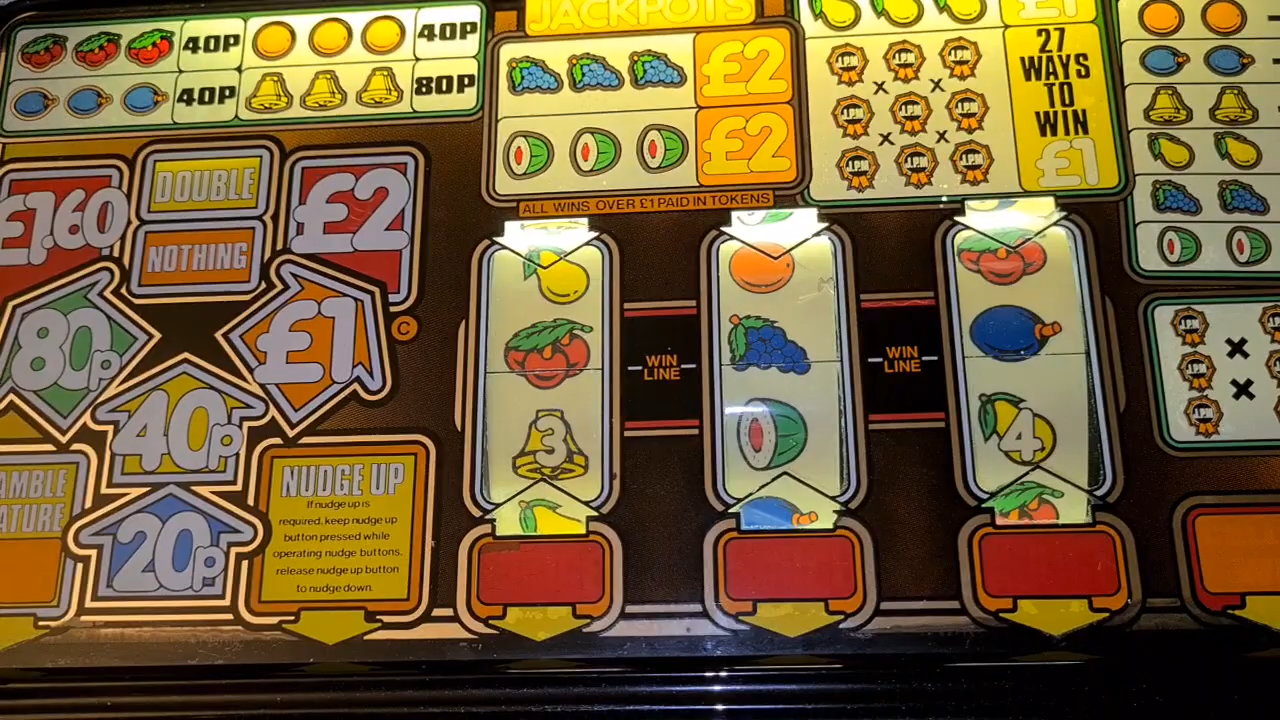 JACKPOTS
40P
40P
£1
£2
27
WAYS
TO
WIN
£1
40P
80P
£2
J.P.M
J.P.M
J.P.M
J.P.M
J.P.M
J.P.M
J.P.M
J.P.M
J.P.M
ALL WINS OVER £1 PAID IN TOKENS
£1.60
DOUBLE
£2
NOTHING
80p
£1
C
40p
20p
NUDGE UP
If nudge up is
required, keep nudge up
button pressed while
operating nudge buttons,
release nudge up button
to nudge down.
WIN
LINE
WIN
LINE
3
4
J.P.M
J.P.M
J.P.M